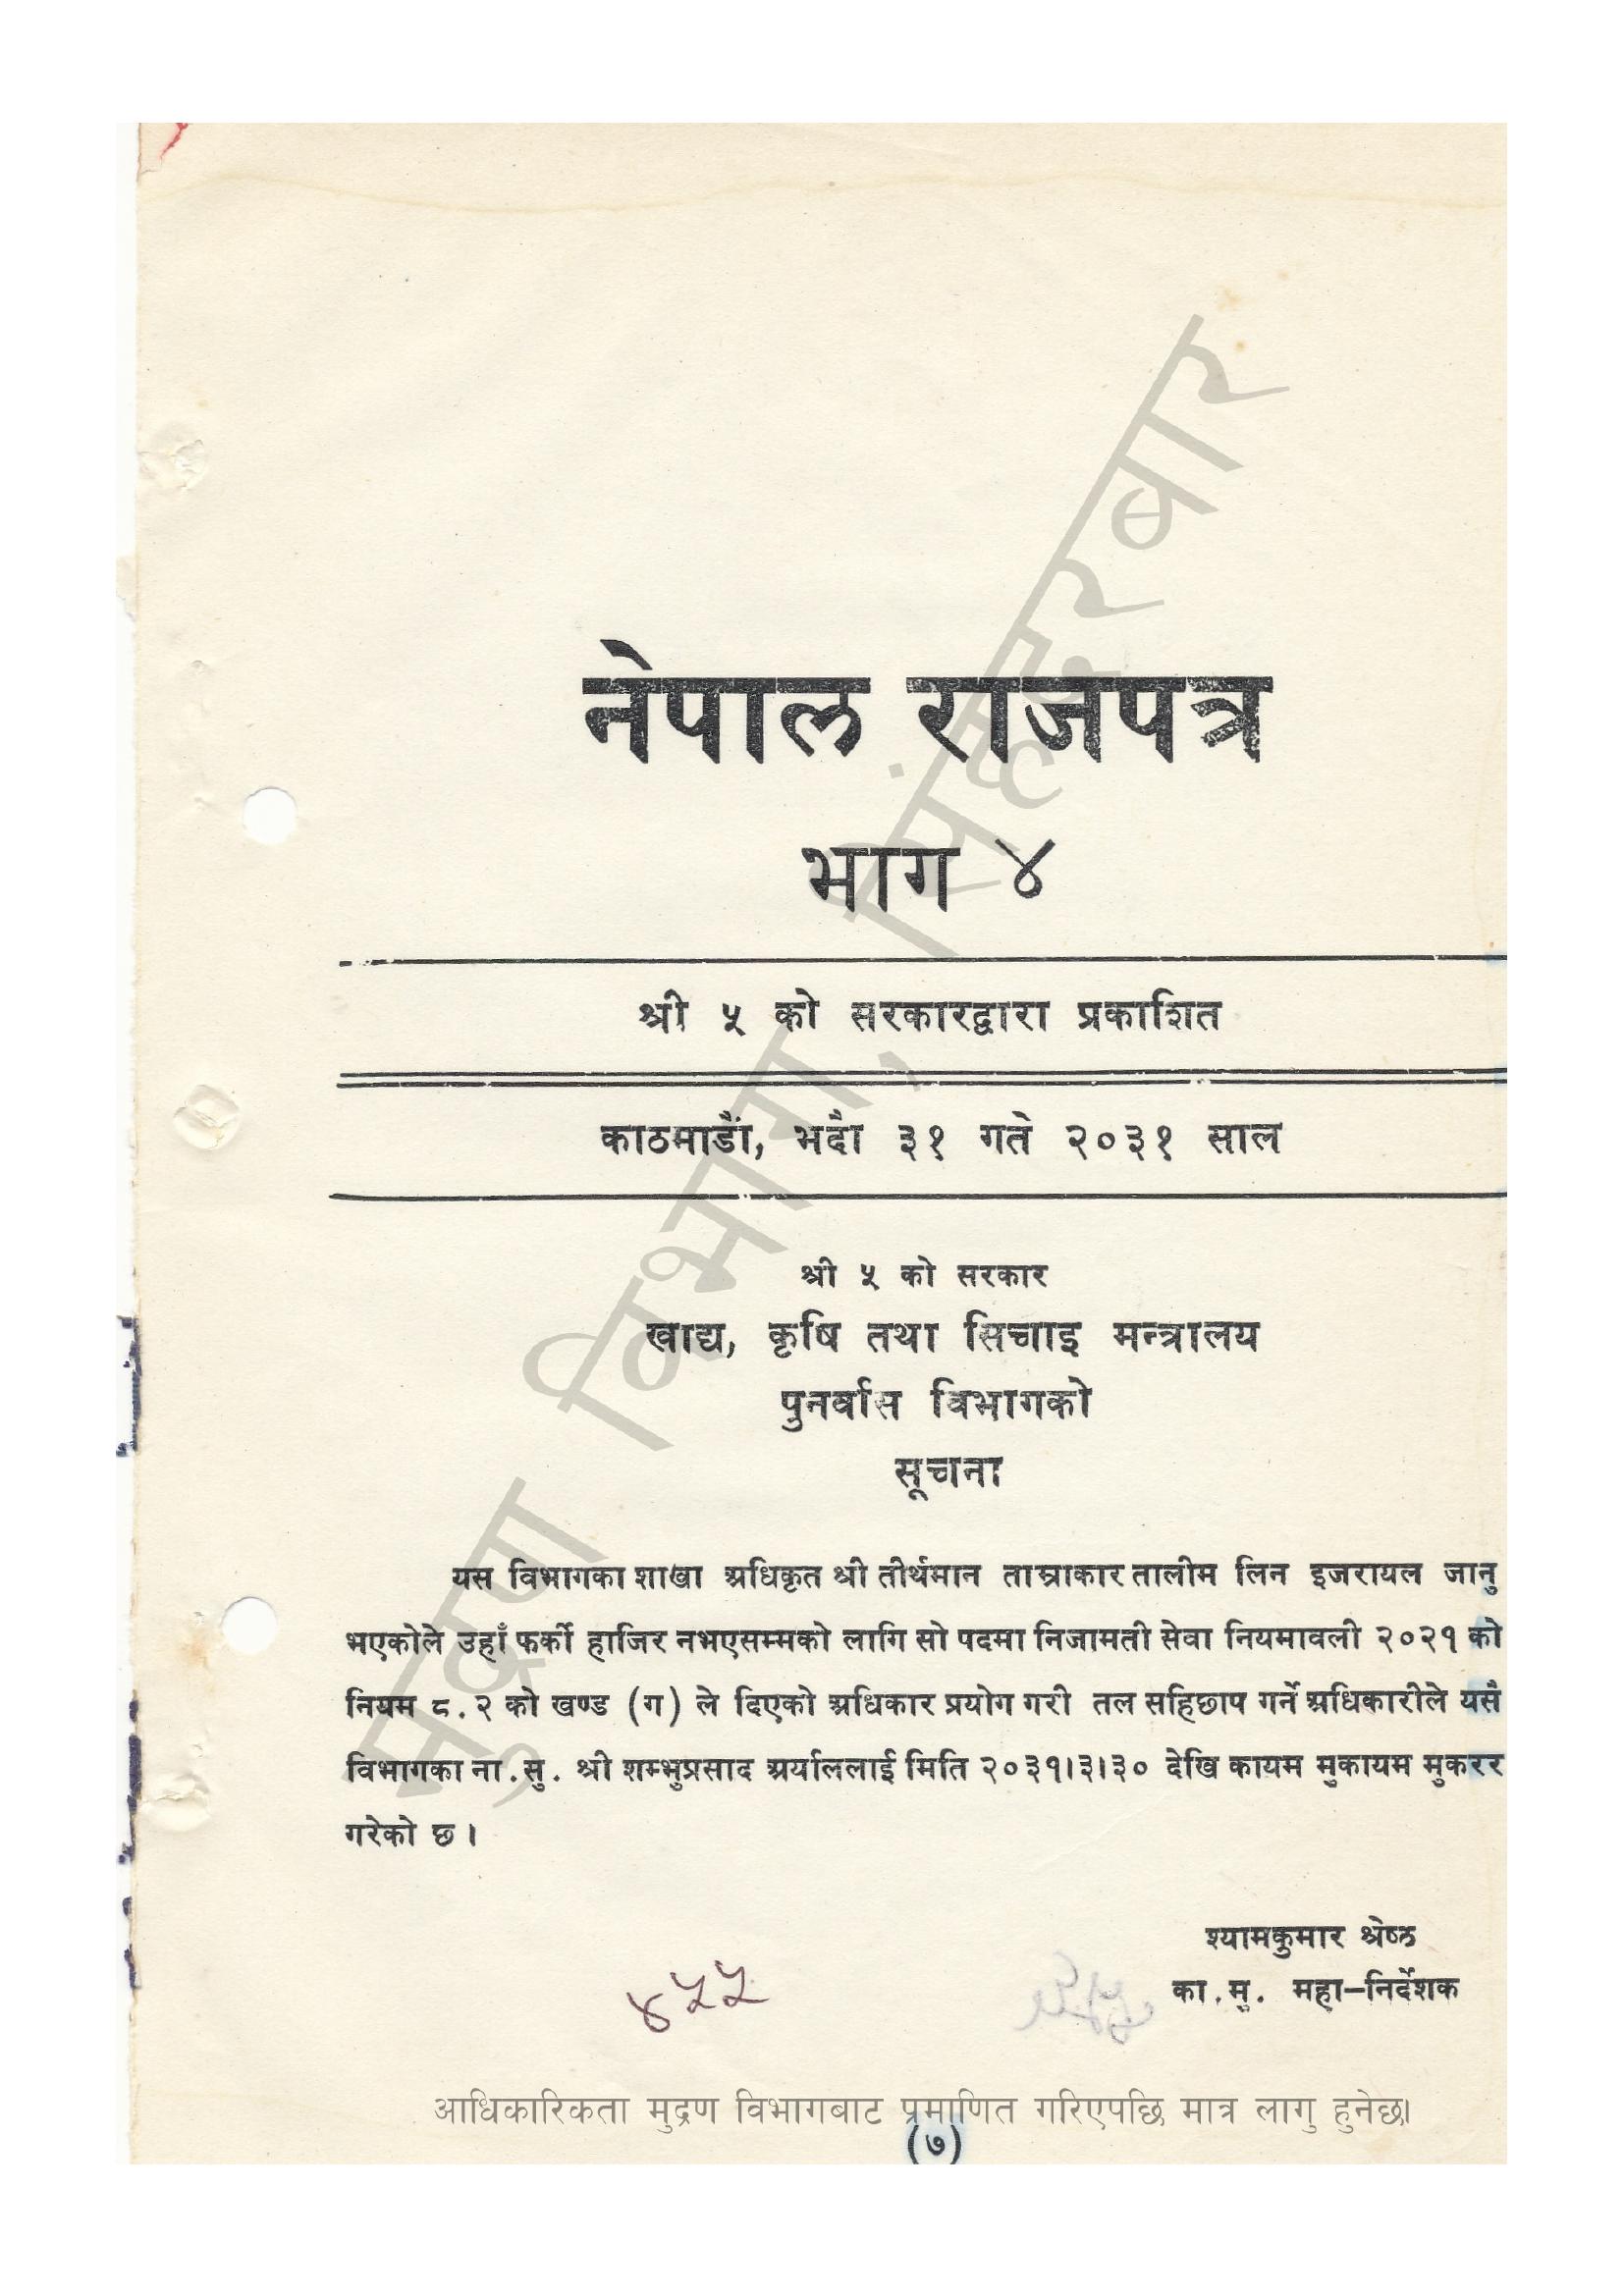 नेपाल राजपत्र
भाग ४
श्री ५ को सरकारद्वारा प्रकाशित
काठमाडौं, भदौ ३१ गते २०३१ साल
श्री ५ को सरकार
खाद्य, कृषि तथा सिचाइ मन्त्रालय
पुनर्वास विभागको
सूचना
यस विभागका शाखा अधिकृत श्री तीर्थमान ताम्राकार तालीम लिन इजरायल जानु
भएकोले उहाँ फर्की हाजिर नभएसम्मको लागि सो पदमा निजामती सेवा नियमावली २०२१ को
नियम ८.२ को खण्ड (ग) ले दिएको अधिकार प्रयोग गरी तल सहिछाप गर्ने अधिकारीले यसै
विभागका ना.सु. श्री शम्भुप्रसाद अर्याललाई मिति २०३१।३।३० देखि कायम मुकायम मुकरर
गरेको छ ।
श्यामकुमार श्रेष्ठ
का.मु. महा-निर्देशक
४५५
आधिकारिकता मुद्रण विभागबाट प्रमाणित गरिएपछि मात्र लागु हुनेछ।
(७)
मुद्रण विभाग, सिंहदरबार